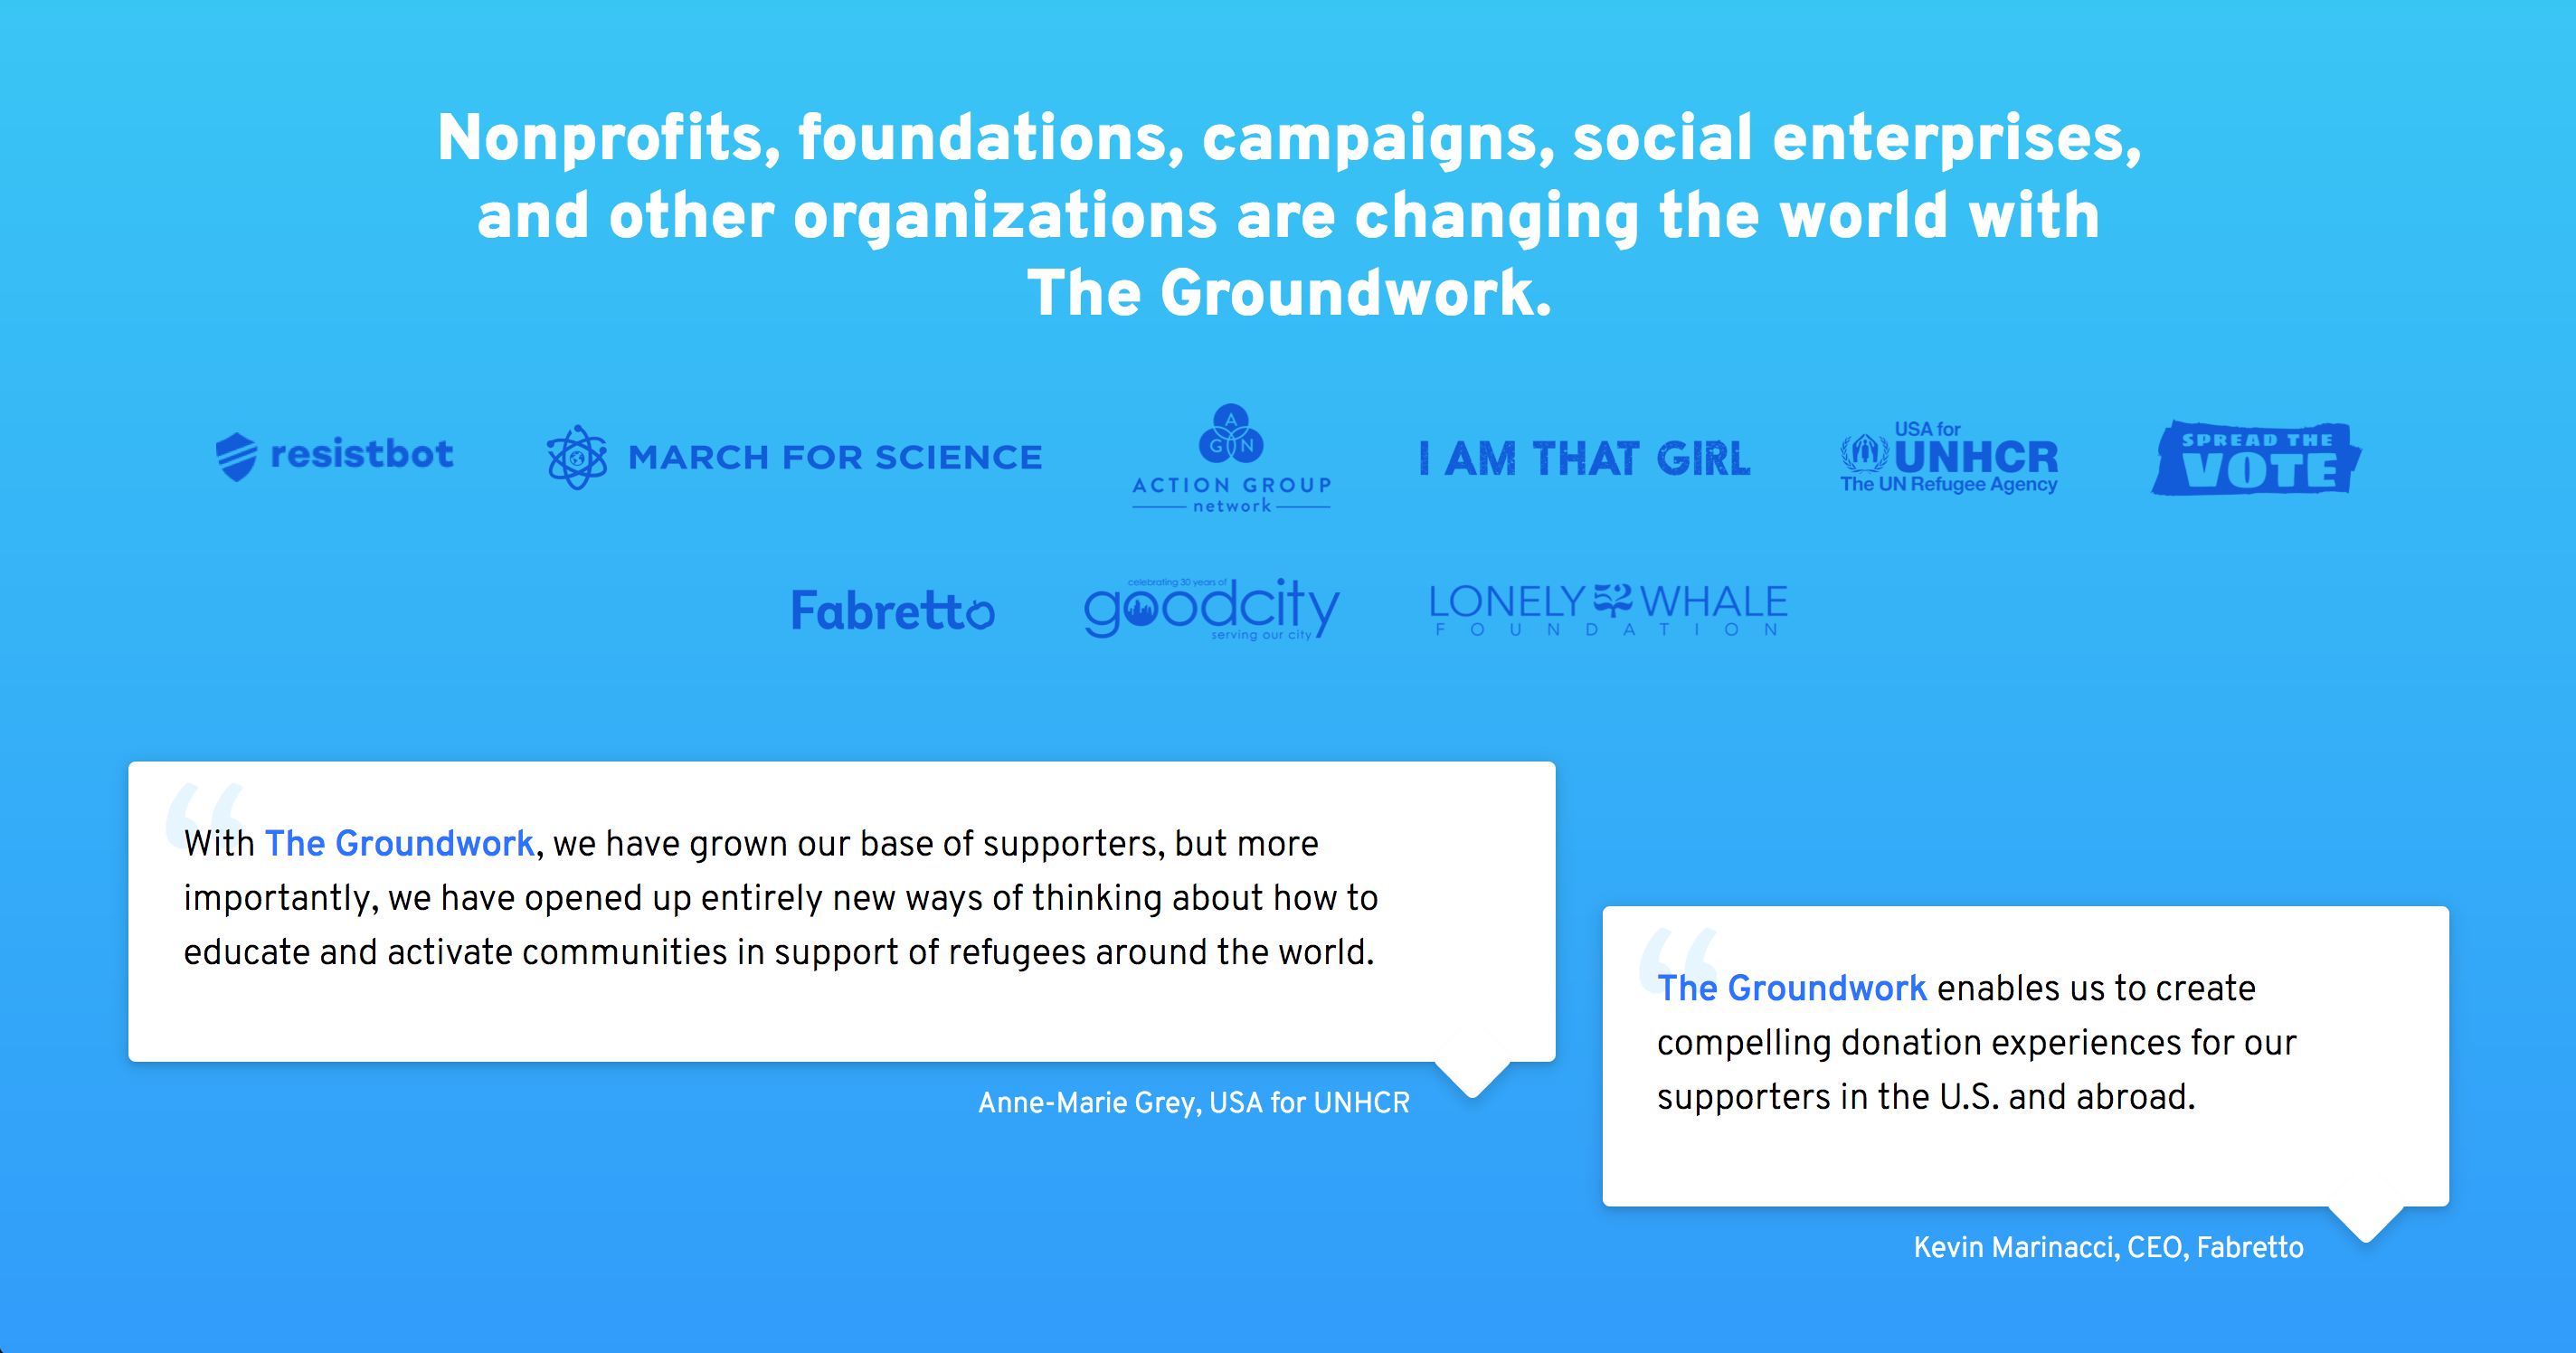 Nonprofits, foundations, campaigns, social enterprises,
and other organizations are changing the world with
The Groundwork.
resistbot
MARCH FOR SCIENCE
A
G N
ACTION GROUP
network
I AM THAT GIRL
USA for
UNHCR
The UN Refugee Agency
SPREAD THE
VOTE
Fabretto
celebrating 30 years of
goodcity
serving our city
LONELY 52 WHALE
FOUNDATION
With The Groundwork, we have grown our base of supporters, but more
importantly, we have opened up entirely new ways of thinking about how to
educate and activate communities in support of refugees around the world.
Anne-Marie Grey, USA for UNHCR
The Groundwork enables us to create
compelling donation experiences for our
supporters in the U.S. and abroad.
Kevin Marinacci, CEO, Fabretto